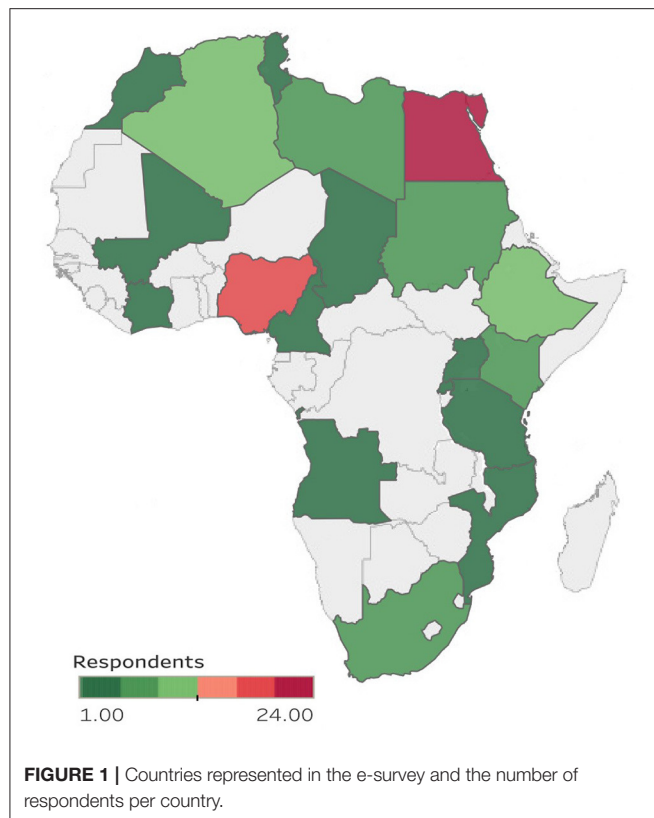 Respondents
1.00 24.00
FIGURE 1 | Countries represented in the e-survey and the number of
respondents per country.